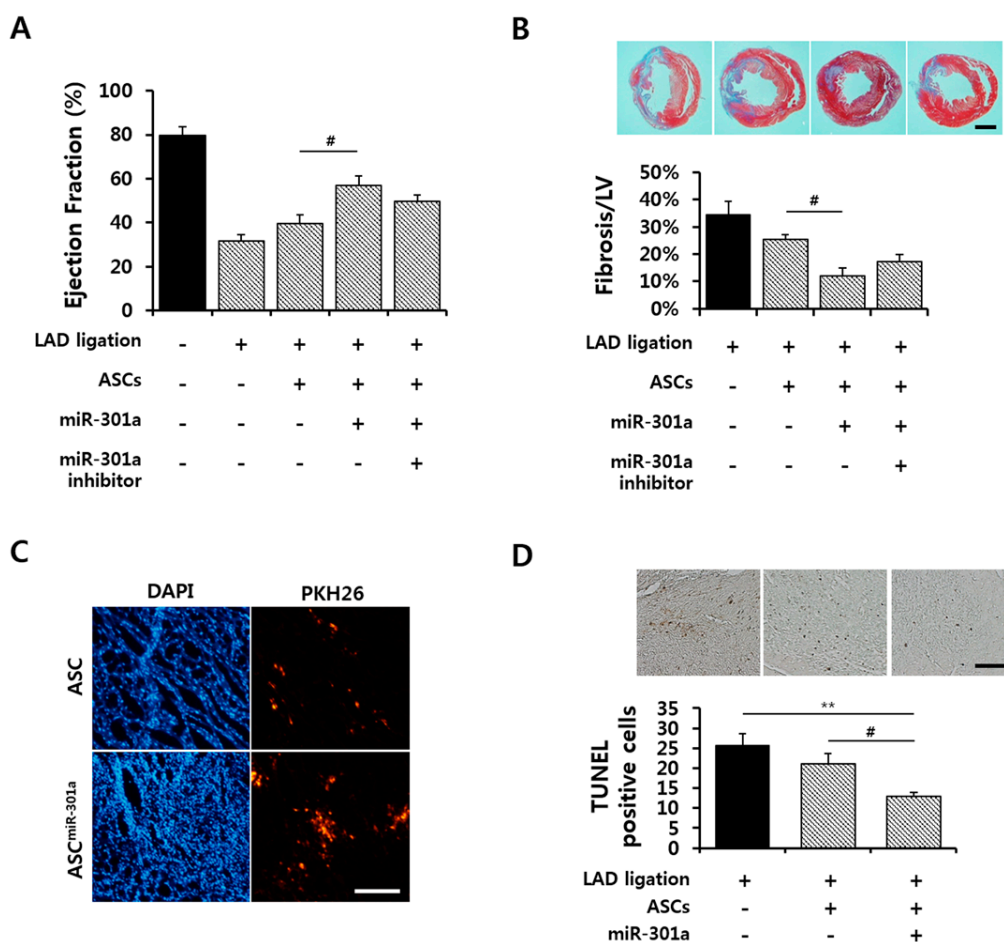 A
Ejection Fraction (%)
100
80
60
40
20
0
#
LAD ligation - + + + +
ASCs - - + + +
miR-301a - - - + +
miR-301a inhibitor - - - - +
B
Fibrosis/LV
50%
40%
30%
20%
10%
0%
#
LAD ligation + + + +
ASCs - + + +
miR-301a - - + +
miR-301a inhibitor - - - +
C
DAPI PKH26
ASC
ASCmiR-301a
D
TUNEL
positive cells
35
30
25
20
15
10
5
0
**
#
LAD ligation + + +
ASCs - + +
miR-301a - - +